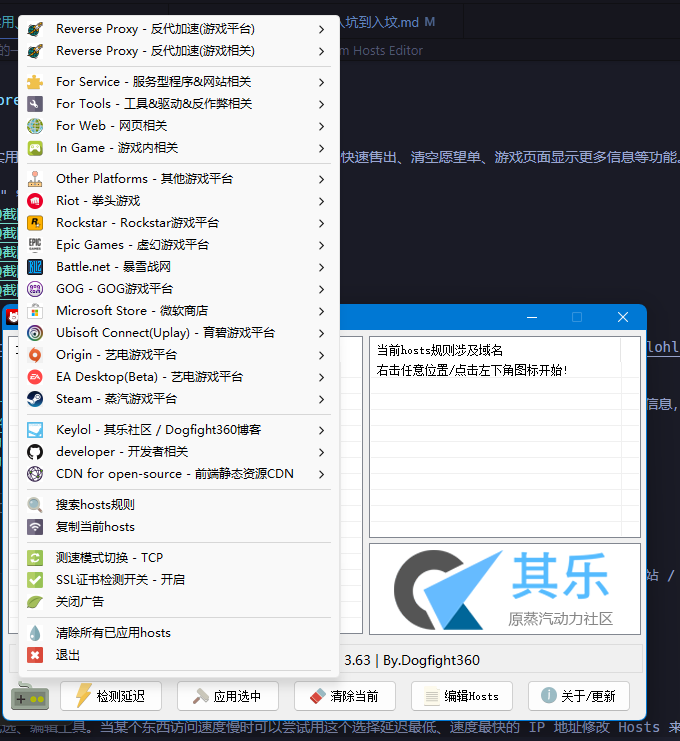 入坑到入坟.md M
Reverse Proxy - 反代加速(游戏平台)
Reverse Proxy - 反代加速(游戏相关)
m Hosts Editor
For Service - 服务型程序&网站相关
For Tools - 工具&驱动&反作弊相关
For Web - 网页相关
In Game - 游戏内相关
快速售出、清空愿望单、游戏页面显示更多信息等功能。
Other Platforms - 其他游戏平台
Riot - 拳头游戏
Rockstar - Rockstar游戏平台
Epic Games - 虚幻游戏平台
Battle.net - 暴雪战网
GOG - GOG游戏平台
Microsoft Store - 微软商店
Ubisoft Connect(Uplay) - 育碧游戏平台
Origin - 艺电游戏平台
EA Desktop(Beta) - 艺电游戏平台
Steam - 蒸汽游戏平台
Keylol - 其乐社区 / Dogfight360博客
developer - 开发者相关
CDN for open-source - 前端静态资源CDN
搜索hosts规则
复制当前hosts
测速模式切换 - TCP
SSL证书检测开关 - 开启
关闭广告
清除所有已应用hosts
退出
当前hosts规则涉及域名
右击任意位置/点击左下角图标开始!
lohl
信息,
其乐
原蒸汽动力社区
站 /
3.63 | By.Dogfight360
检测延迟
应用选中
清除当前
编辑Hosts
关于/更新
选、编辑工具。当某个东西访问速度慢时可以尝试用这个选择延迟最低、速度最快的 IP 地址修改 Hosts 来